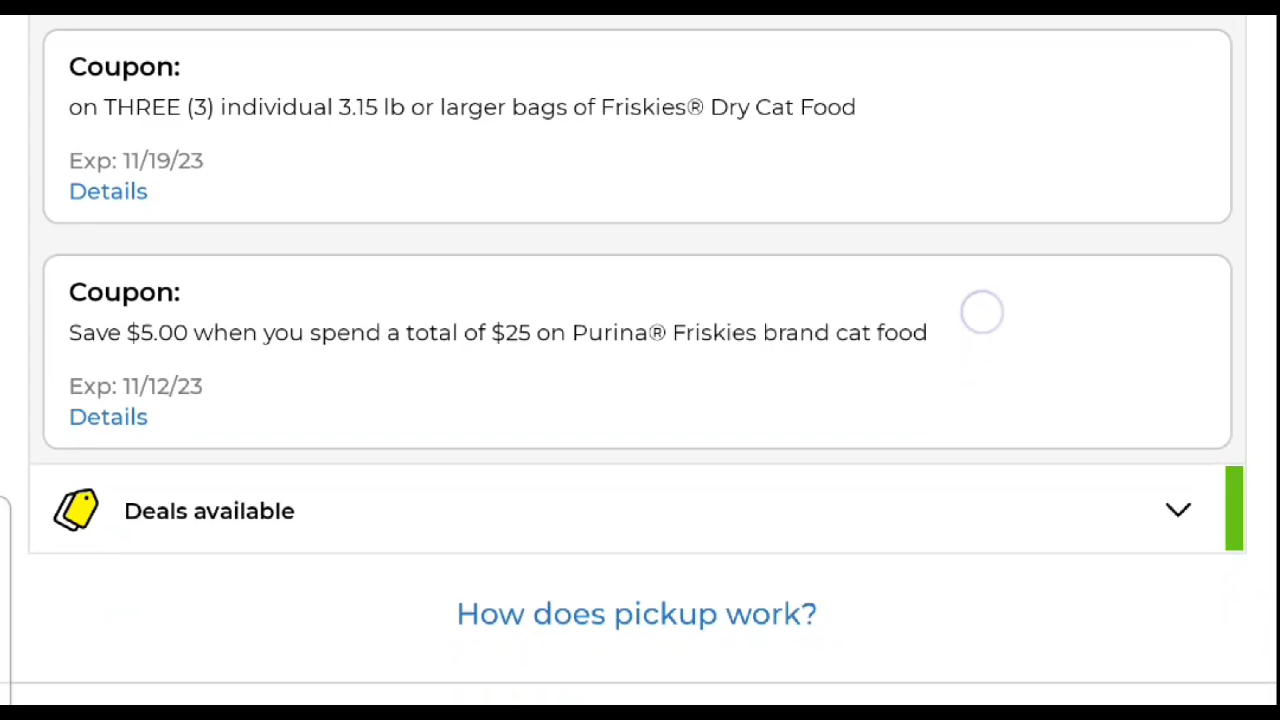 Coupon:
on THREE (3) individual 3.15 lb or larger bags of Friskies® Dry Cat Food
Exp: 11/19/23
Details
Coupon:
Save $5.00 when you spend a total of $25 on Purina® Friskies brand cat food
Exp: 11/12/23
Details
Deals available
How does pickup work?